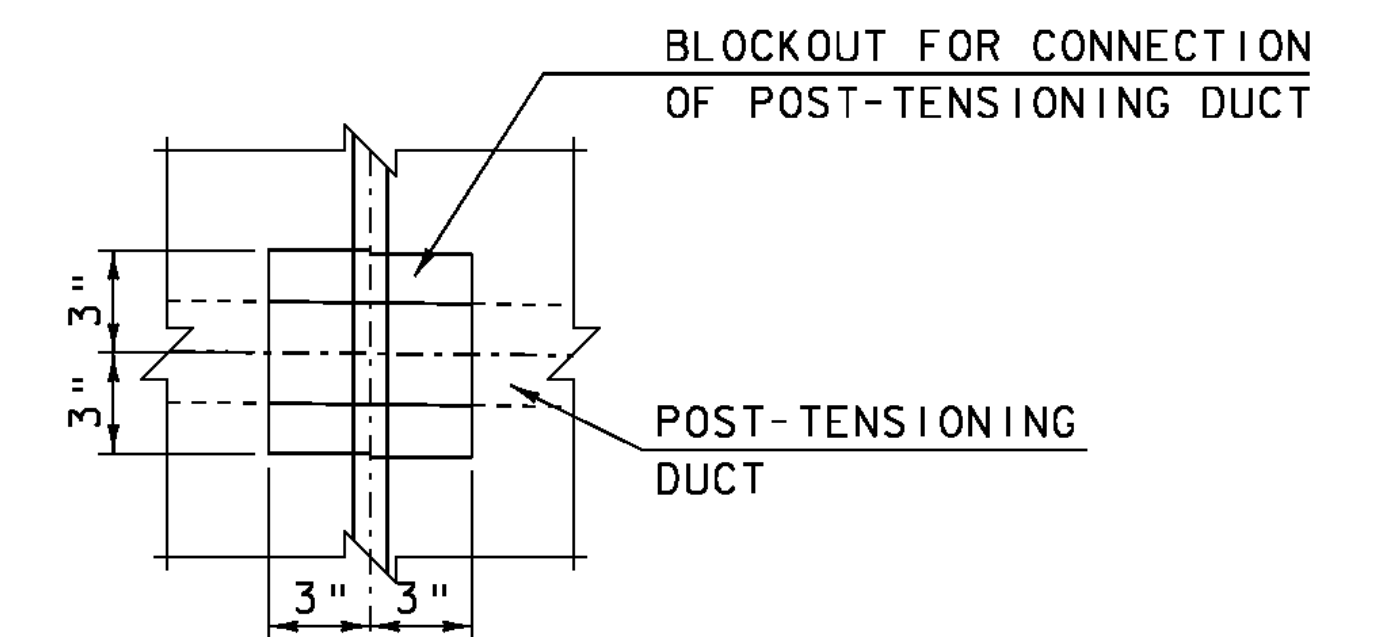 BLOCKOUT FOR CONNECTION
OF POST-TENSIONING DUCT
3"
3"
POST-TENSIONING
DUCT
3" 3"